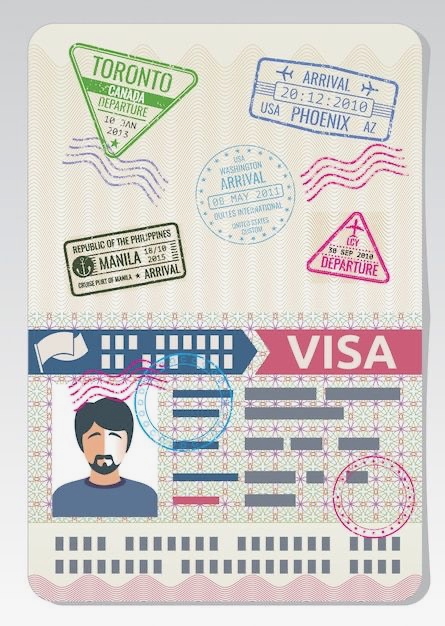 TORONTO
CANADA
DEPARTURE
10 JAN
2013
ARRIVAL
20:12:2010
USA PHOENIX AZ
USA
WASHINGTON
ARRIVAL
06 MAY 2011
DULLES INTERNATIONAL
UNITED STATES
CUSTOM
REPUBLIC OF THE PHILIPPINES
MANILA
18/10
2015
CRUISE PORT OF MANILA ★ ARRIVAL
LCY
30 SEP 2010
DEPARTURE
VISA